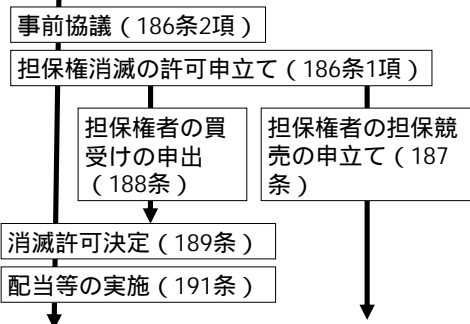 事前協議（186条2項）
担保権消滅の許可申立て（186条1項）
担保権者の買
受けの申出
（188条）
担保権者の担保競
売の申立て（187
条）
消滅許可決定（189条）
配当等の実施（191条）